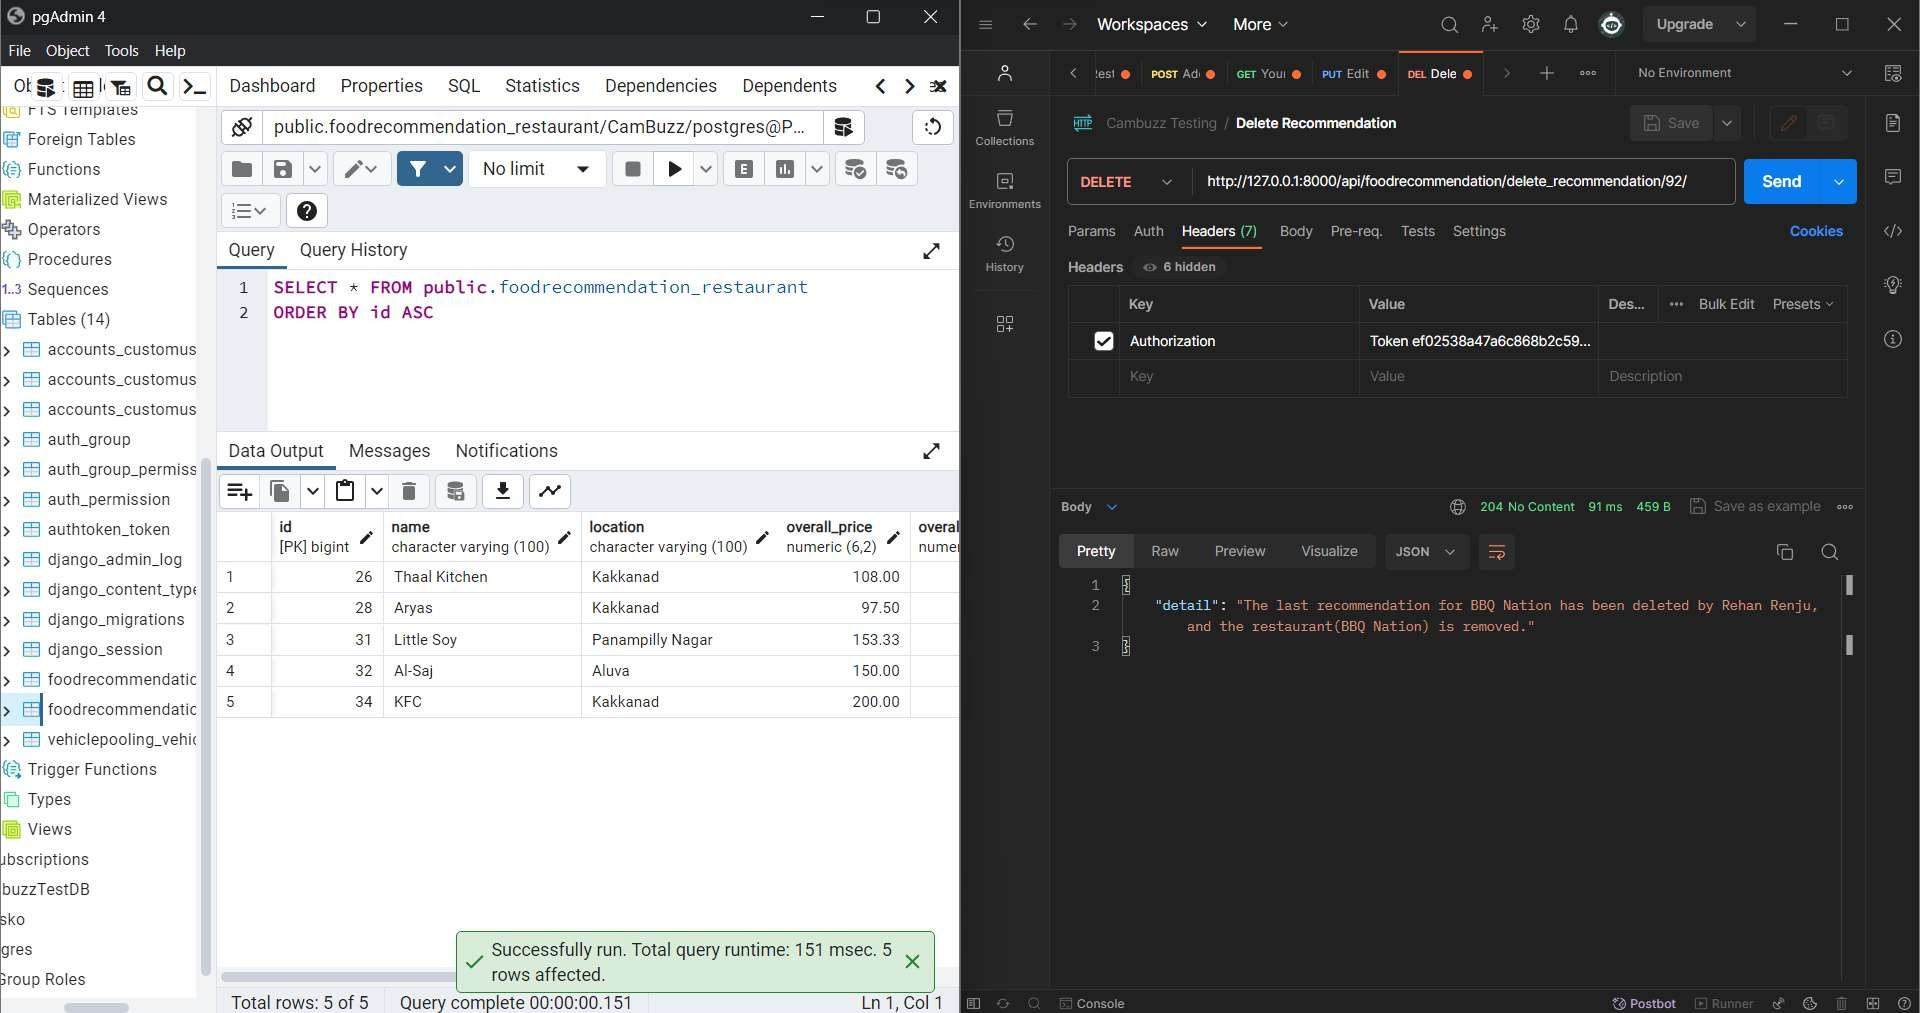 pgAdmin 4
File Object Tools Help
Dashboard Properties SQL Statistics Dependencies Dependents
FTS Templates
Foreign Tables
Functions
Materialized Views
Operators
Procedures
1..3 Sequences
Tables (14)
accounts_customus
accounts_customus
accounts_customus
auth_group
auth_group_permiss
auth_permission
authtoken_token
django_admin_log
django_content_type
django_migrations
django_session
foodrecommendatio
foodrecommendatio
vehiclepooling_vehic
Trigger Functions
Types
Views
ubscriptions
buzzTestDB
sko
gres
Group Roles
public.foodrecommendation_restaurant/CamBuzz/postgres@P...
No limit
E
Query Query History
1 SELECT * FROM public.foodrecommendation_restaurant
2 ORDER BY id ASC
Data Output Messages Notifications
id name location overall_price overal
[PK] bigint character varying (100) character varying (100) numeric (6,2) nume
1 26 Thaal Kitchen Kakkanad 108.00
2 28 Aryas Kakkanad 97.50
3 31 Little Soy Panampilly Nagar 153.33
4 32 Al-Saj Aluva 150.00
5 34 KFC Kakkanad 200.00
Successfully run. Total query runtime: 151 msec. 5
rows affected.
Total rows: 5 of 5 Query complete 00:00:00.151 Ln 1, Col 1
Workspaces More Upgrade
POST Ad GET You PUT Edit DEL Dele No Environment
Collections
Environments
History
HTTP Cambuzz Testing / Delete Recommendation Save
DELETE http://127.0.0.1:8000/api/foodrecommendation/delete_recommendation/92/ Send
Params Auth Headers (7) Body Pre-req. Tests Settings Cookies
Headers 6 hidden
Key Value Des... Bulk Edit Presets
Authorization Token ef02538a47a6c868b2c59...
Key Value Description
Body 204 No Content 91 ms 459 B Save as example
Pretty Raw Preview Visualize JSON
1 {
2 "detail": "The last recommendation for BBQ Nation has been deleted by Rehan Renju,
and the restaurant(BBQ Nation) is removed."
3 }
Console Postbot Runner